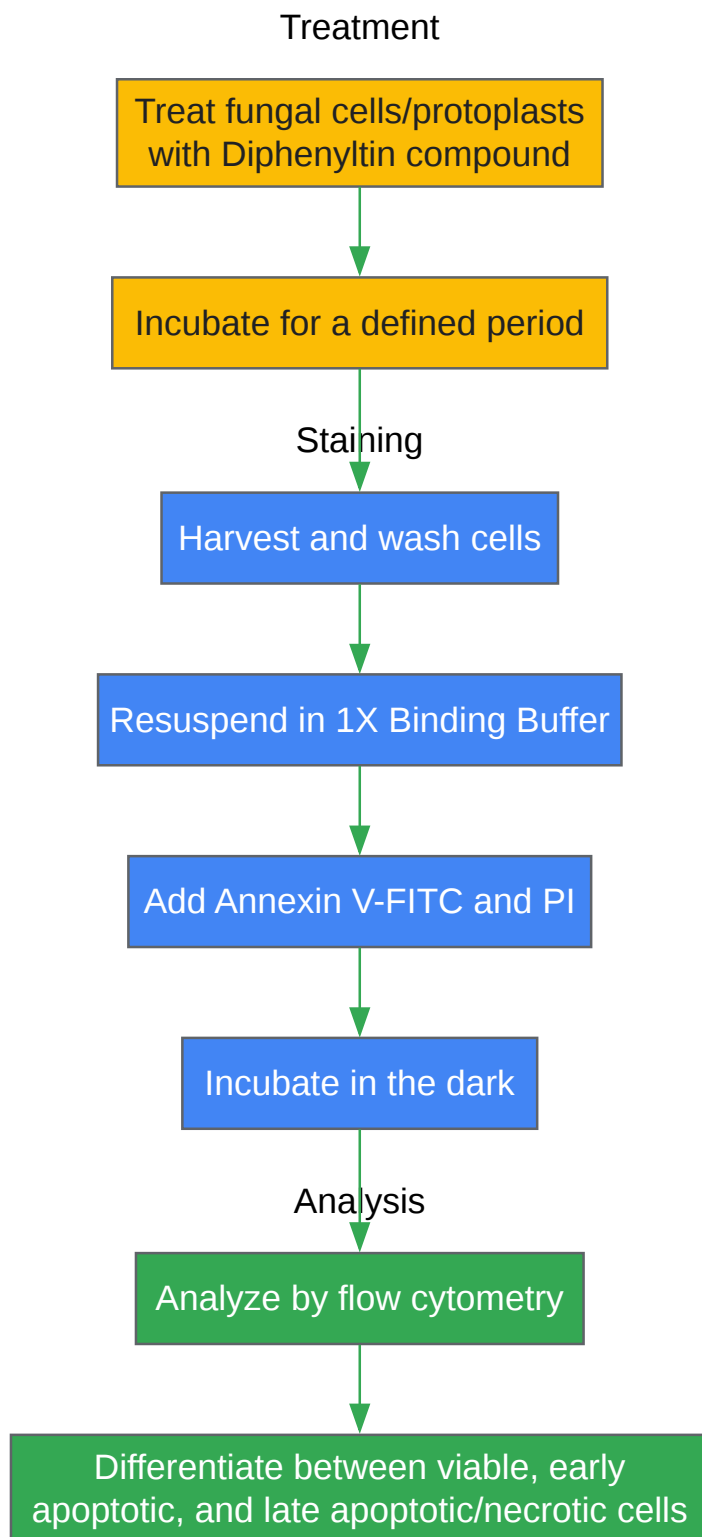 Treatment
Treat fungal cells/protoplasts
with Diphenyltin compound
Incubate for a defined period
Staining
Harvest and wash cells
Resuspend in 1X Binding Buffer
Add Annexin V-FITC and PI
Incubate in the dark
Analysis
Analyze by flow cytometry
Differentiate between viable, early
apoptotic, and late apoptotic/necrotic cells